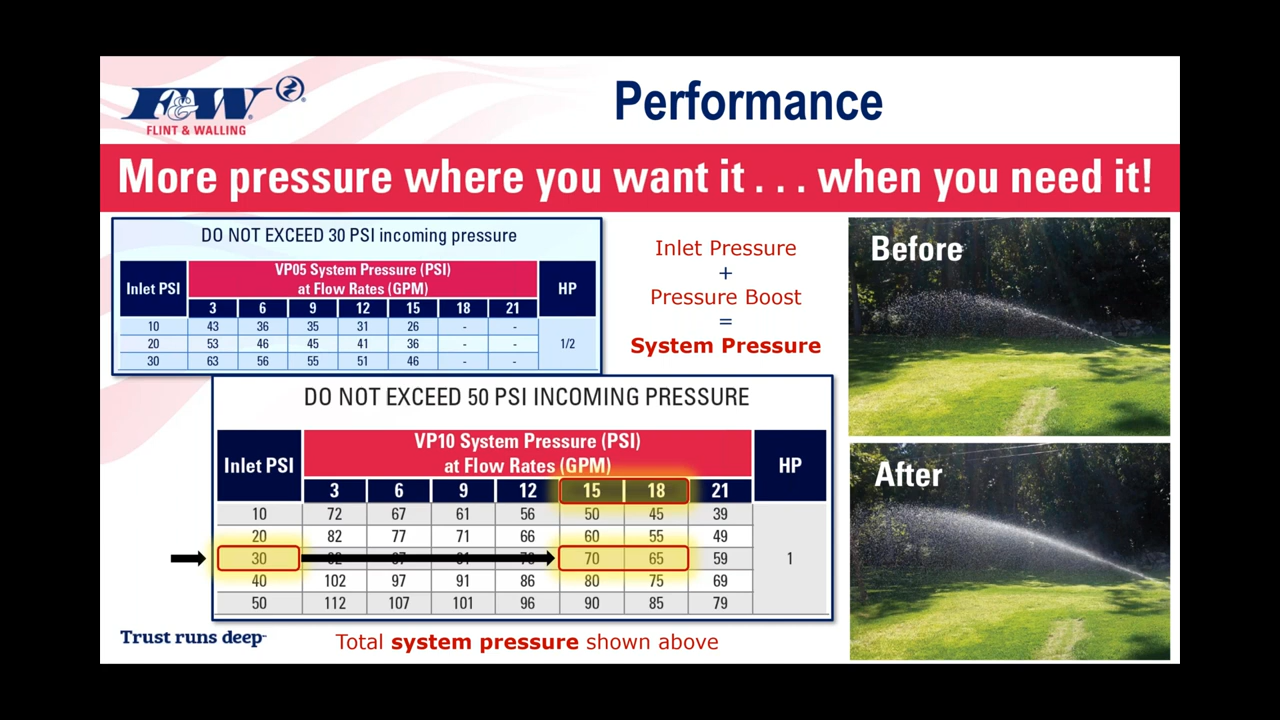 F&W
FLINT & WALLING
Performance
More pressure where you want it . . . when you need it!
DO NOT EXCEED 30 PSI incoming pressure
Inlet PSI
VP05 System Pressure (PSI)
at Flow Rates (GPM)
HP
3 6 9 12 15 18 21
10 43 36 35 31 26 - -
20 53 46 45 41 36 - -
1/2
30 63 56 55 51 46 - -
Inlet Pressure
+
Pressure Boost
=
System Pressure
Before
DO NOT EXCEED 50 PSI INCOMING PRESSURE
Inlet PSI
VP10 System Pressure (PSI)
at Flow Rates (GPM)
HP
3 6 9 12 15 18 21
10 72 67 61 56 50 45 39
20 82 77 71 66 60 55 49
30 70 65 59
1
40 102 97 91 86 80 75 69
50 112 107 101 96 90 85 79
After
Trust runs deep
Total system pressure shown above